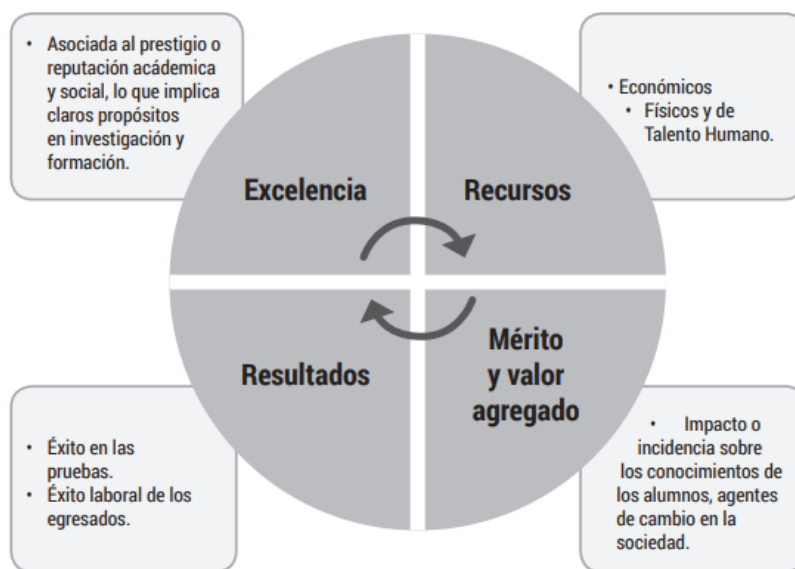 • Asociada al prestigio o
reputación acádemica
y social, lo que implica
claros propósitos
en investigación y
formación.
• Económicos
• Físicos y de
Talento Humano.
Excelencia
Recursos
Resultados
Mérito
y valor
agregado
• Éxito en las
pruebas.
• Éxito laboral de los
egresados.
• Impacto o
incidencia sobre
los conocimientos de
los alumnos, agentes
de cambio en la
sociedad.